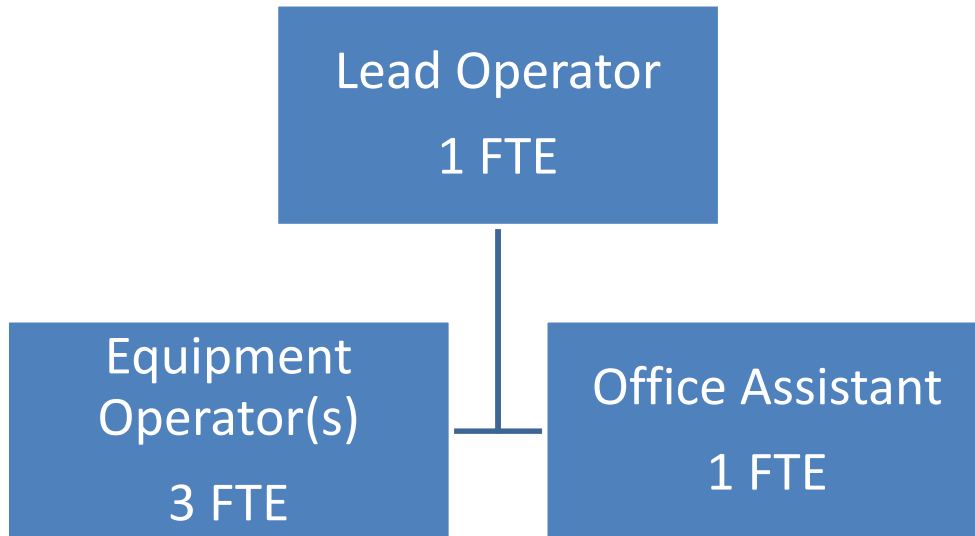 Lead Operator
1 FTE
Equipment
Operator(s)
3 FTE
Office Assistant
1 FTE